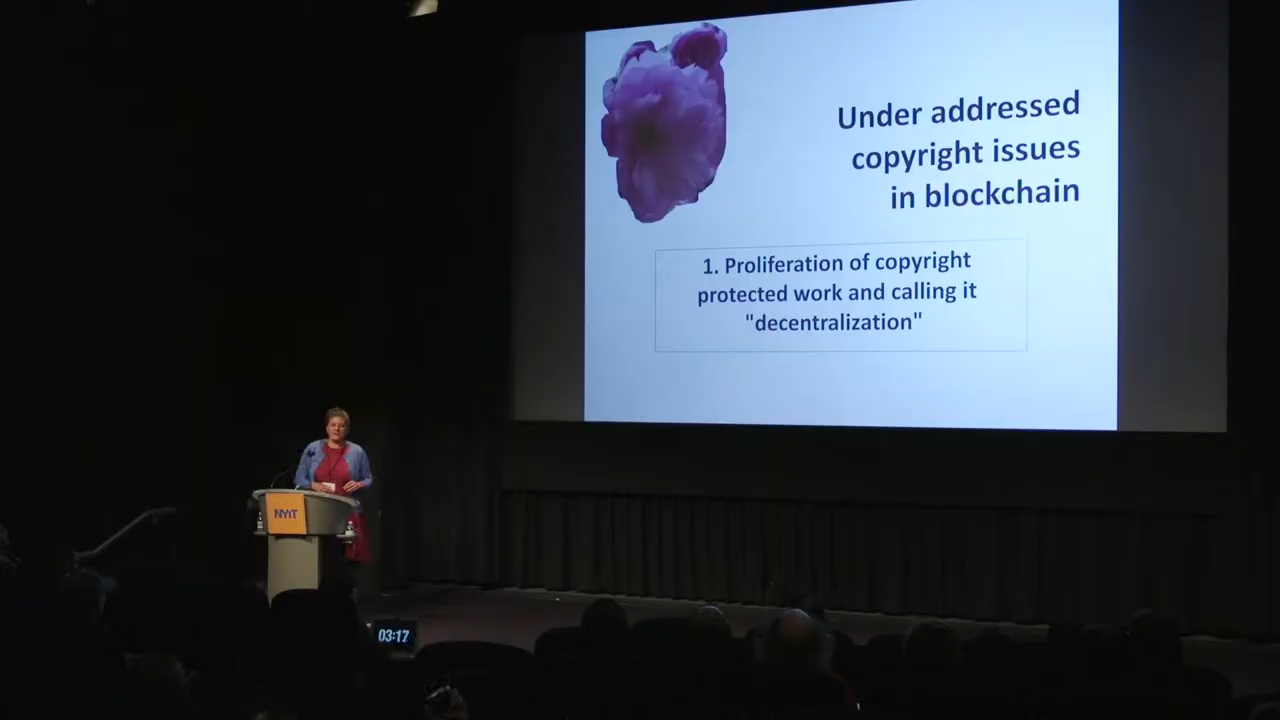 Under addressed
copyright issues
in blockchain
1. Proliferation of copyright
protected work and calling it
"decentralization"
NYIT
03:17